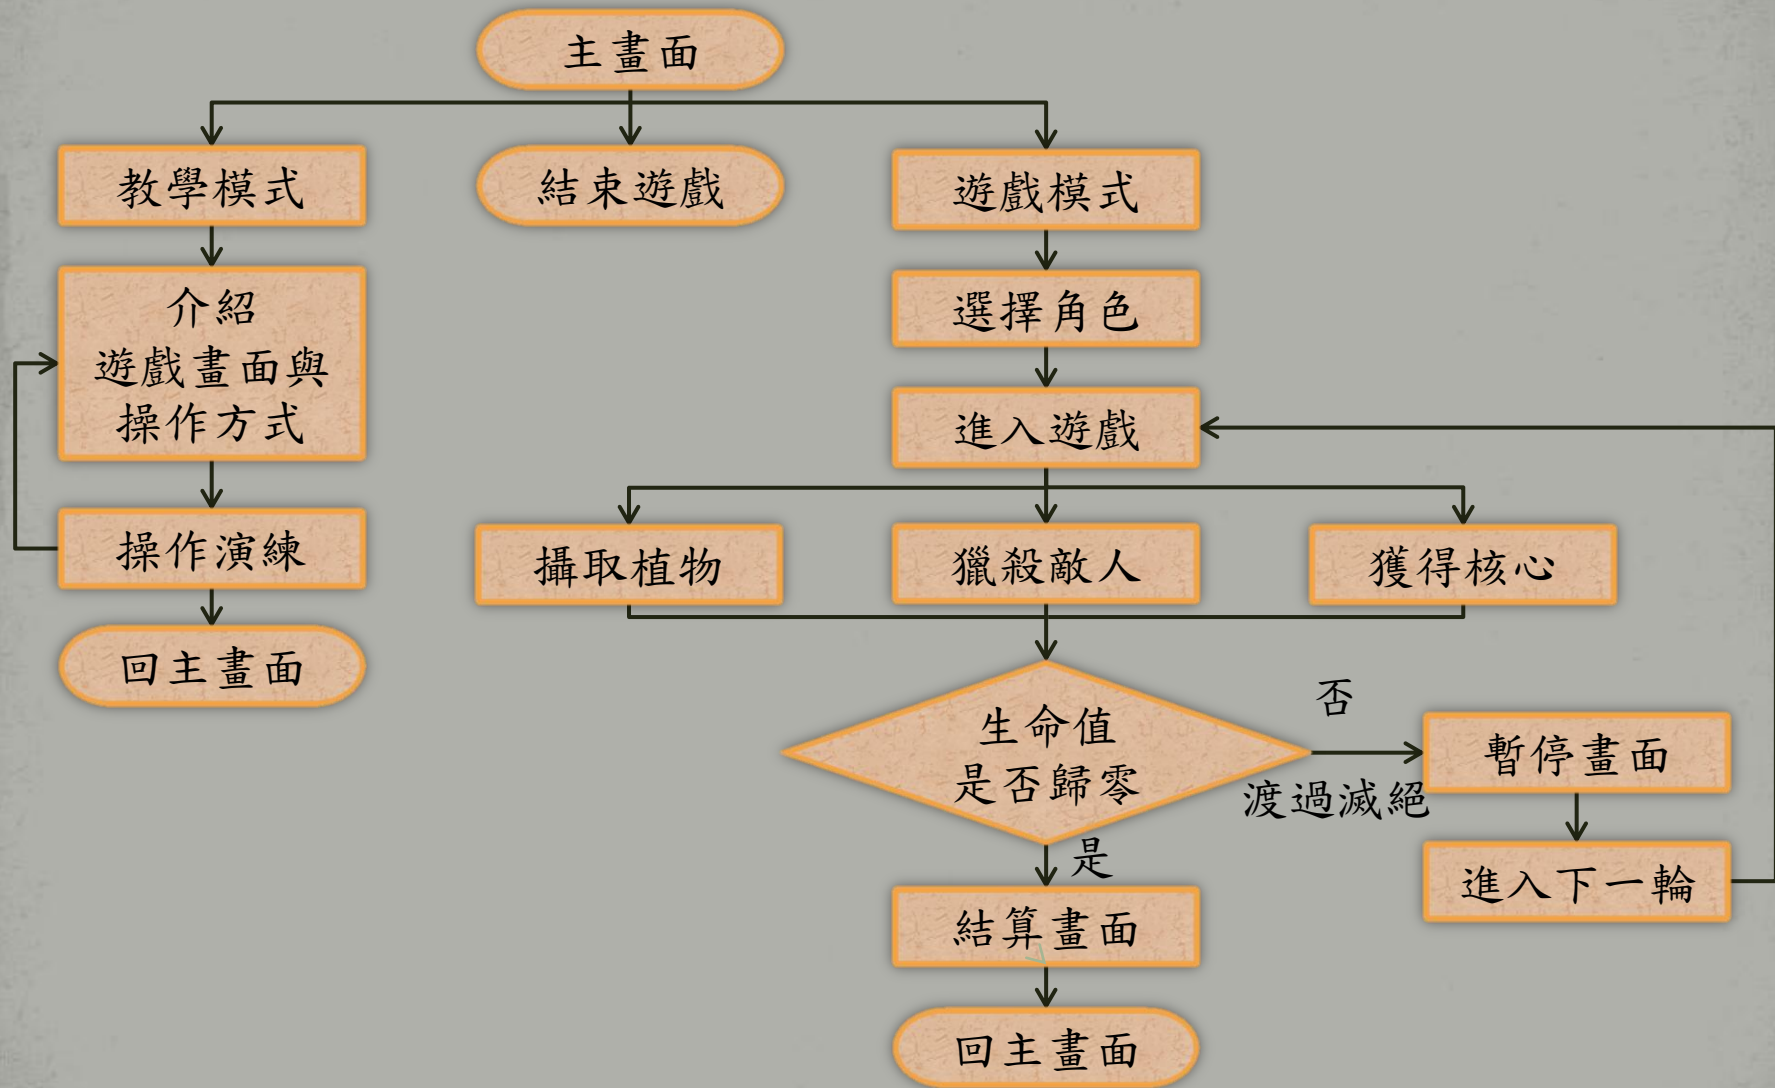 主畫面
教學模式
結束遊戲
遊戲模式
介紹
遊戲畫面與
操作方式
選擇角色
進入遊戲
操作演練
攝取植物
獵殺敵人
獲得核心
回主畫面
生命值
是否歸零
否
渡過滅絕
暫停畫面
是
進入下一輪
結算畫面
回主畫面